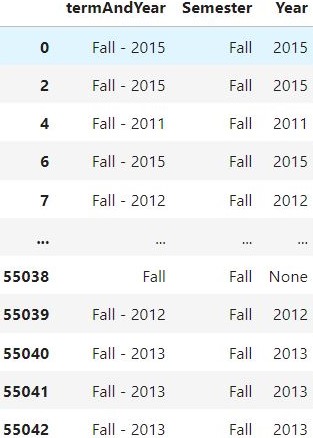 termAndYear Semester Year
0 Fall - 2015 Fall 2015
2 Fall - 2015 Fall 2015
4 Fall - 2011 Fall 2011
6 Fall - 2015 Fall 2015
7 Fall - 2012 Fall 2012
... ... ... ...
55038 Fall Fall None
55039 Fall - 2012 Fall 2012
55040 Fall - 2013 Fall 2013
55041 Fall - 2013 Fall 2013
55042 Fall - 2013 Fall 2013